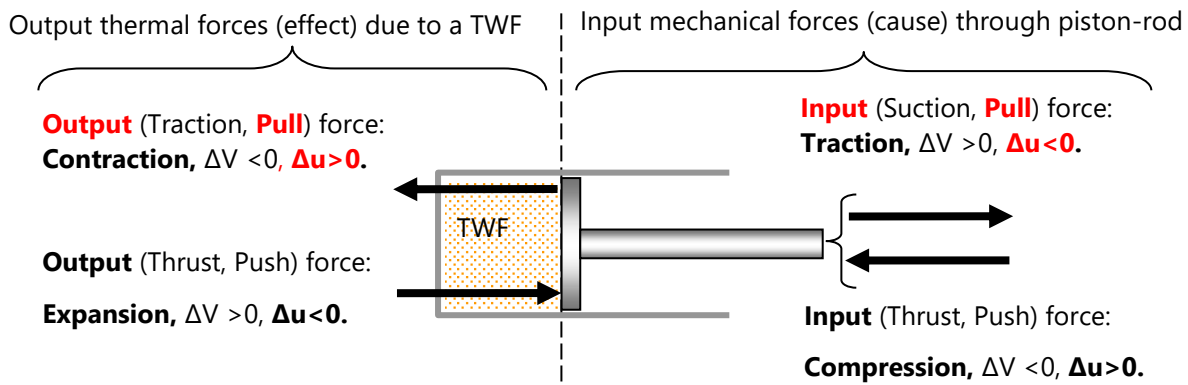 Output thermal forces (effect) due to a TWF
Input mechanical forces (cause) through piston-rod
Output (Traction, Pull) force:
Contraction, ΔV <0, Δu>0.
Input (Suction, Pull) force:
Traction, ΔV >0, Δu<0.
TWF
Output (Thrust, Push) force:
Expansion, ΔV >0, Δu<0.
Input (Thrust, Push) force:
Compression, ΔV <0, Δu>0.